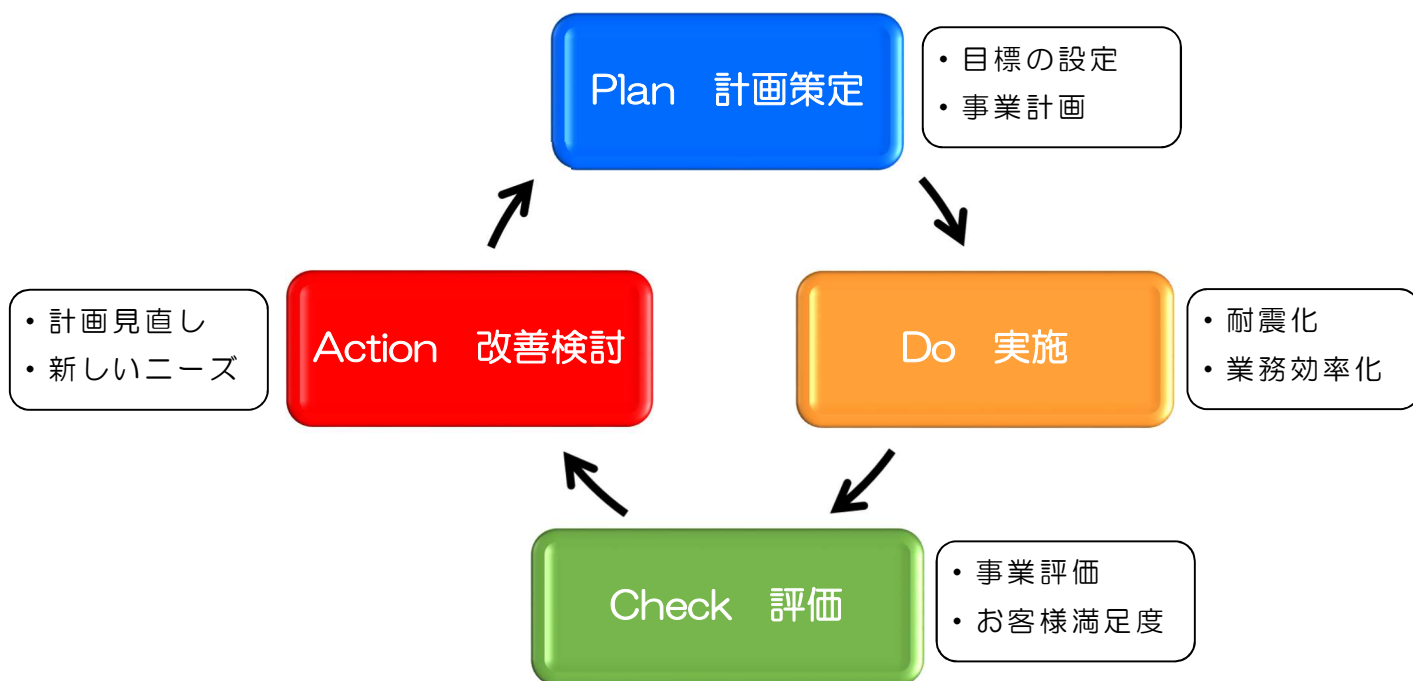 Plan　計画策定
・目標の設定
・事業計画
Do　実施
・耐震化
・業務効率化
Check　評価
・事業評価
・お客様満足度
Action　改善検討
・計画見直し
・新しいニーズ